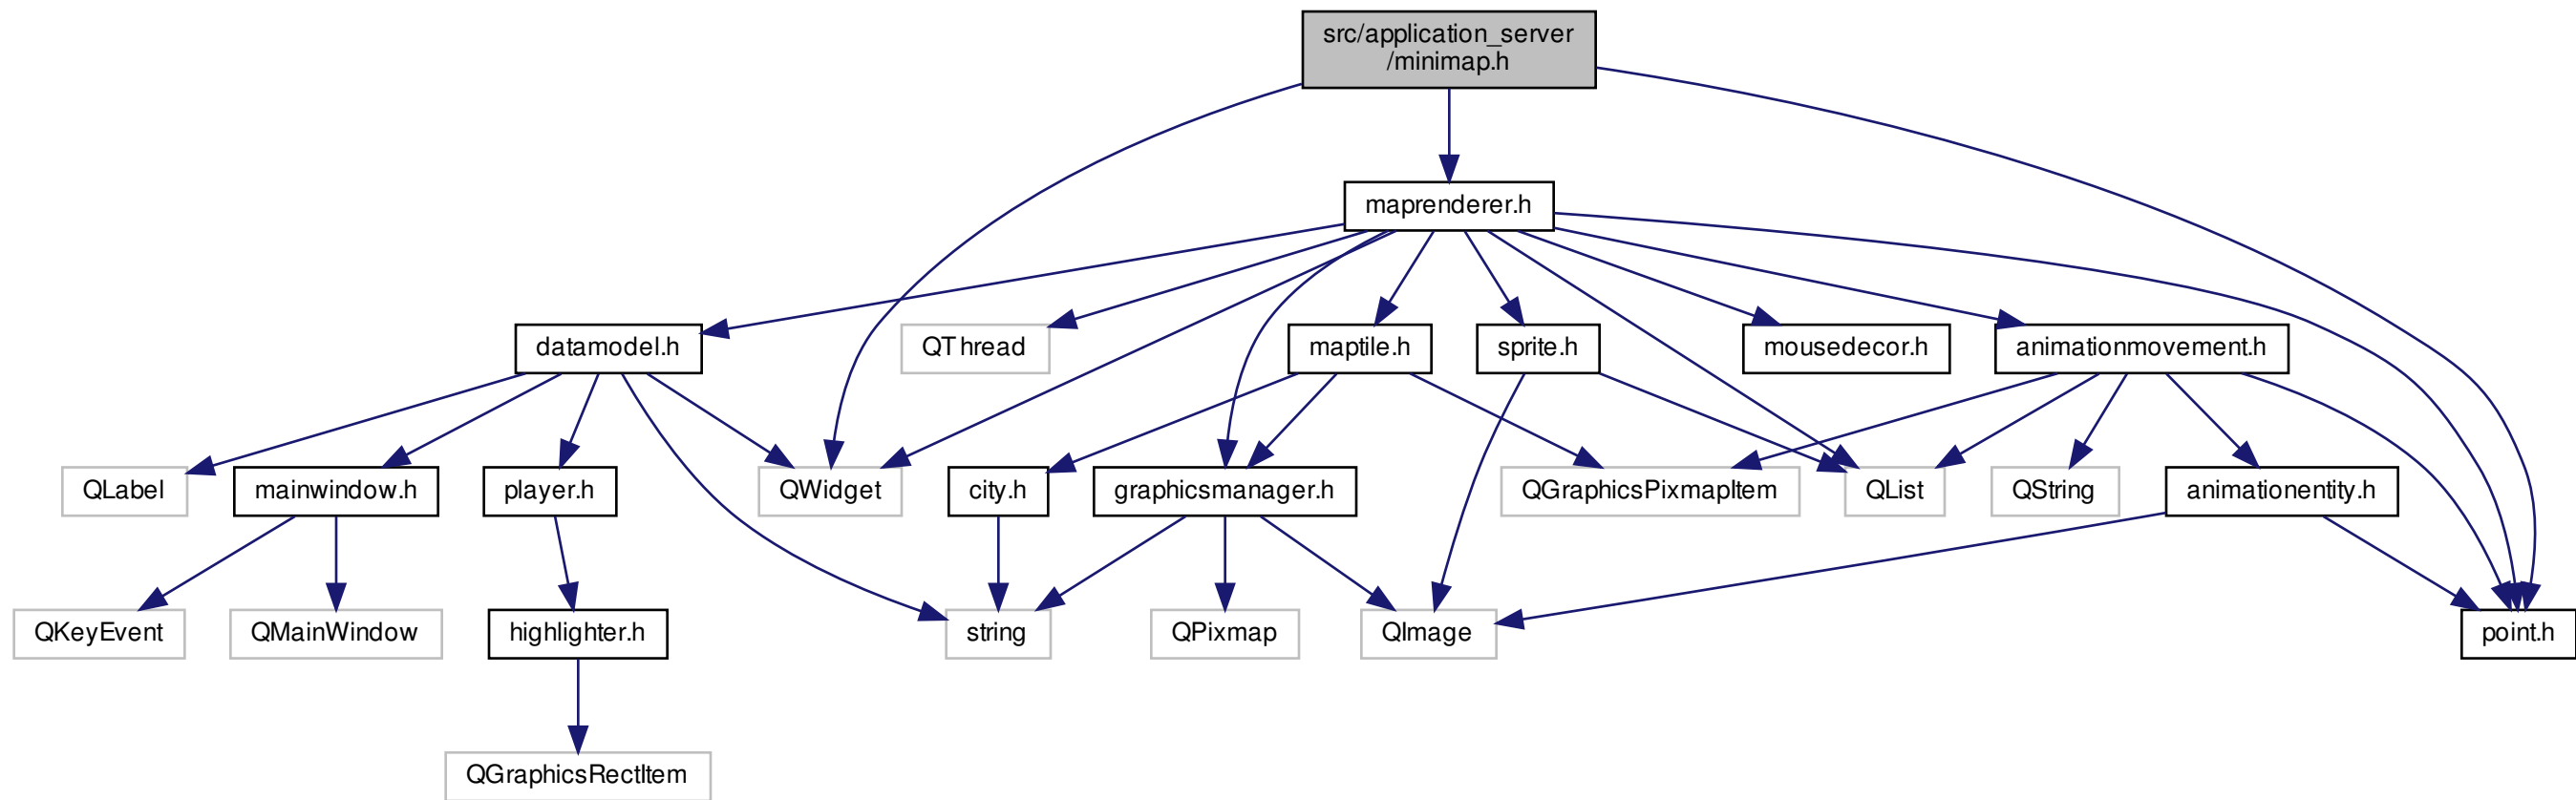 src/application_server
/minimap.h
maprenderer.h
datamodel.h
QThread
maptile.h
sprite.h
mousedecor.h
animationmovement.h
QLabel
mainwindow.h
player.h
QWidget
city.h
graphicsmanager.h
QGraphicsPixmapItem
QList
QString
animationentity.h
QKeyEvent
QMainWindow
highlighter.h
string
QPixmap
QImage
point.h
QGraphicsRectItem